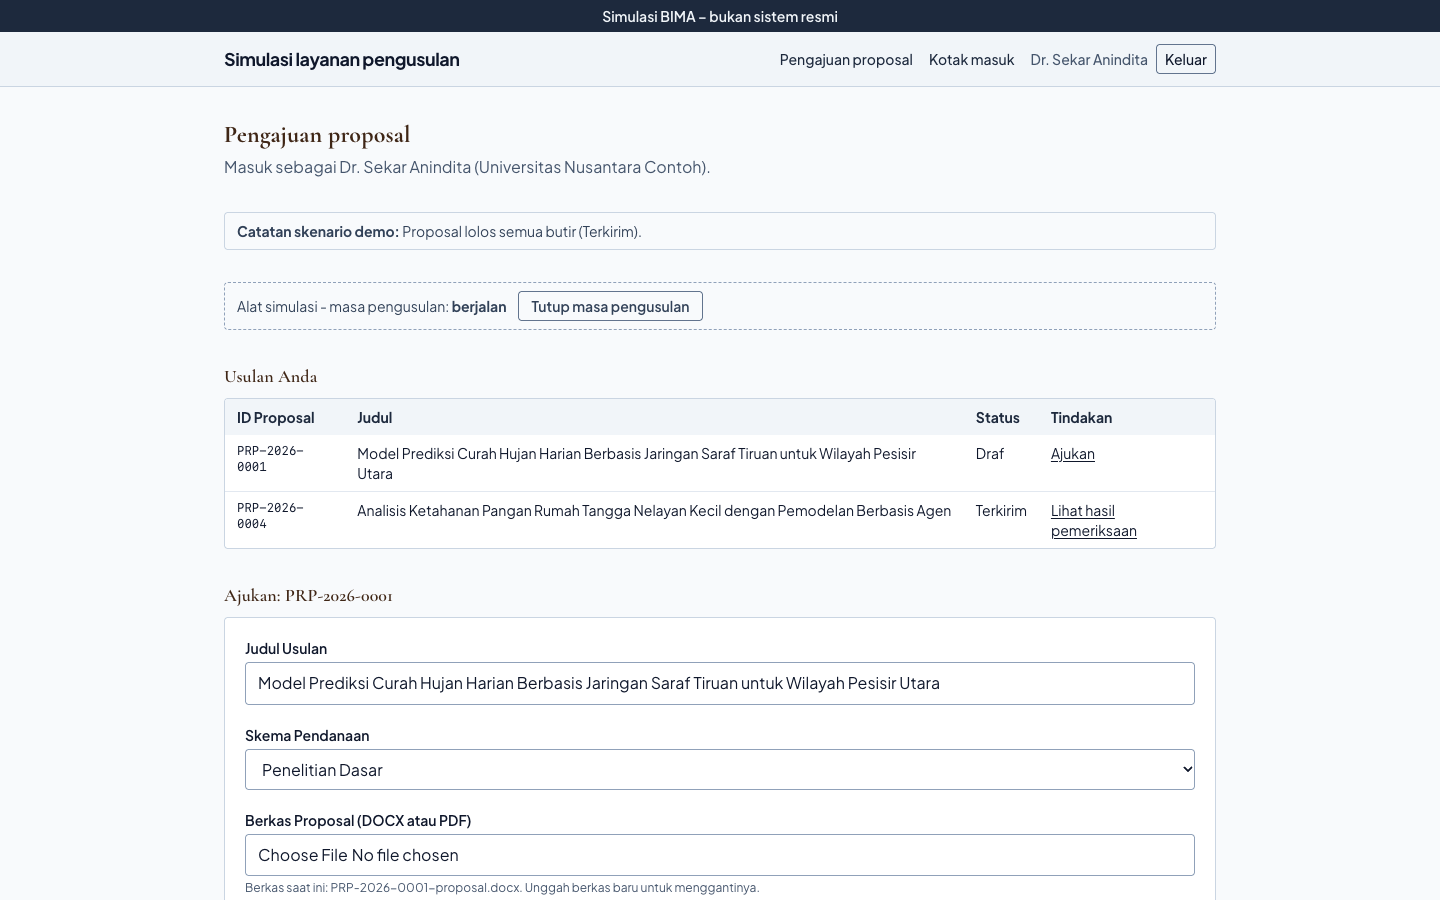 Simulasi BIMA – bukan sistem resmi
Simulasi layanan pengusulan
Pengajuan proposal
Kotak masuk
Dr. Sekar Anindita
Keluar
Pengajuan proposal
Masuk sebagai Dr. Sekar Anindita (Universitas Nusantara Contoh).
Catatan skenario demo: Proposal lolos semua butir (Terkirim).
Alat simulasi - masa pengusulan: berjalan
Tutup masa pengusulan
Usulan Anda
ID Proposal
Judul
Status
Tindakan
PRP-2026-
0001
Model Prediksi Curah Hujan Harian Berbasis Jaringan Saraf Tiruan untuk Wilayah Pesisir
Utara
Draf
Ajukan
PRP-2026-
0004
Analisis Ketahanan Pangan Rumah Tangga Nelayan Kecil dengan Pemodelan Berbasis Agen
Terkirim
Lihat hasil
pemeriksaan
Ajukan: PRP-2026-0001
Judul Usulan
Model Prediksi Curah Hujan Harian Berbasis Jaringan Saraf Tiruan untuk Wilayah Pesisir Utara
Skema Pendanaan
Penelitian Dasar
Berkas Proposal (DOCX atau PDF)
Choose File No file chosen
Berkas saat ini: PRP-2026-0001-proposal.docx. Unggah berkas baru untuk menggantinya.